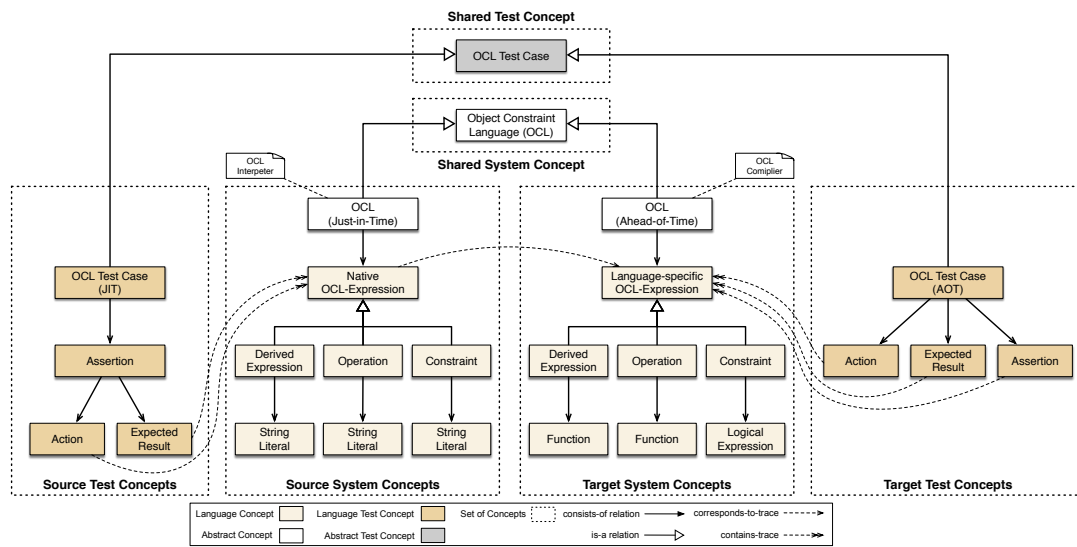 Shared Test Concept
OCL Test Case
Object Constraint
Language (OCL)
Shared System Concept
OCL
Interpeter
OCL
Comiplier
OCL
(Just-in-Time)
OCL
(Ahead-of-Time)
OCL Test Case
(JIT)
Native
OCL-Expression
Language-specific
OCL-Expression
OCL Test Case
(AOT)
Assertion
Derived
Expression
Operation
Constraint
Derived
Expression
Operation
Constraint
Action
Expected
Result
Assertion
Action
Expected
Result
String
Literal
String
Literal
String
Literal
Function
Function
Logical
Expression
Source Test Concepts
Source System Concepts
Target System Concepts
Target Test Concepts
Language Concept
Language Test Concept
Set of Concepts
consists-of relation
corresponds-to-trace
Abstract Concept
Abstract Test Concept
is-a relation
contains-trace